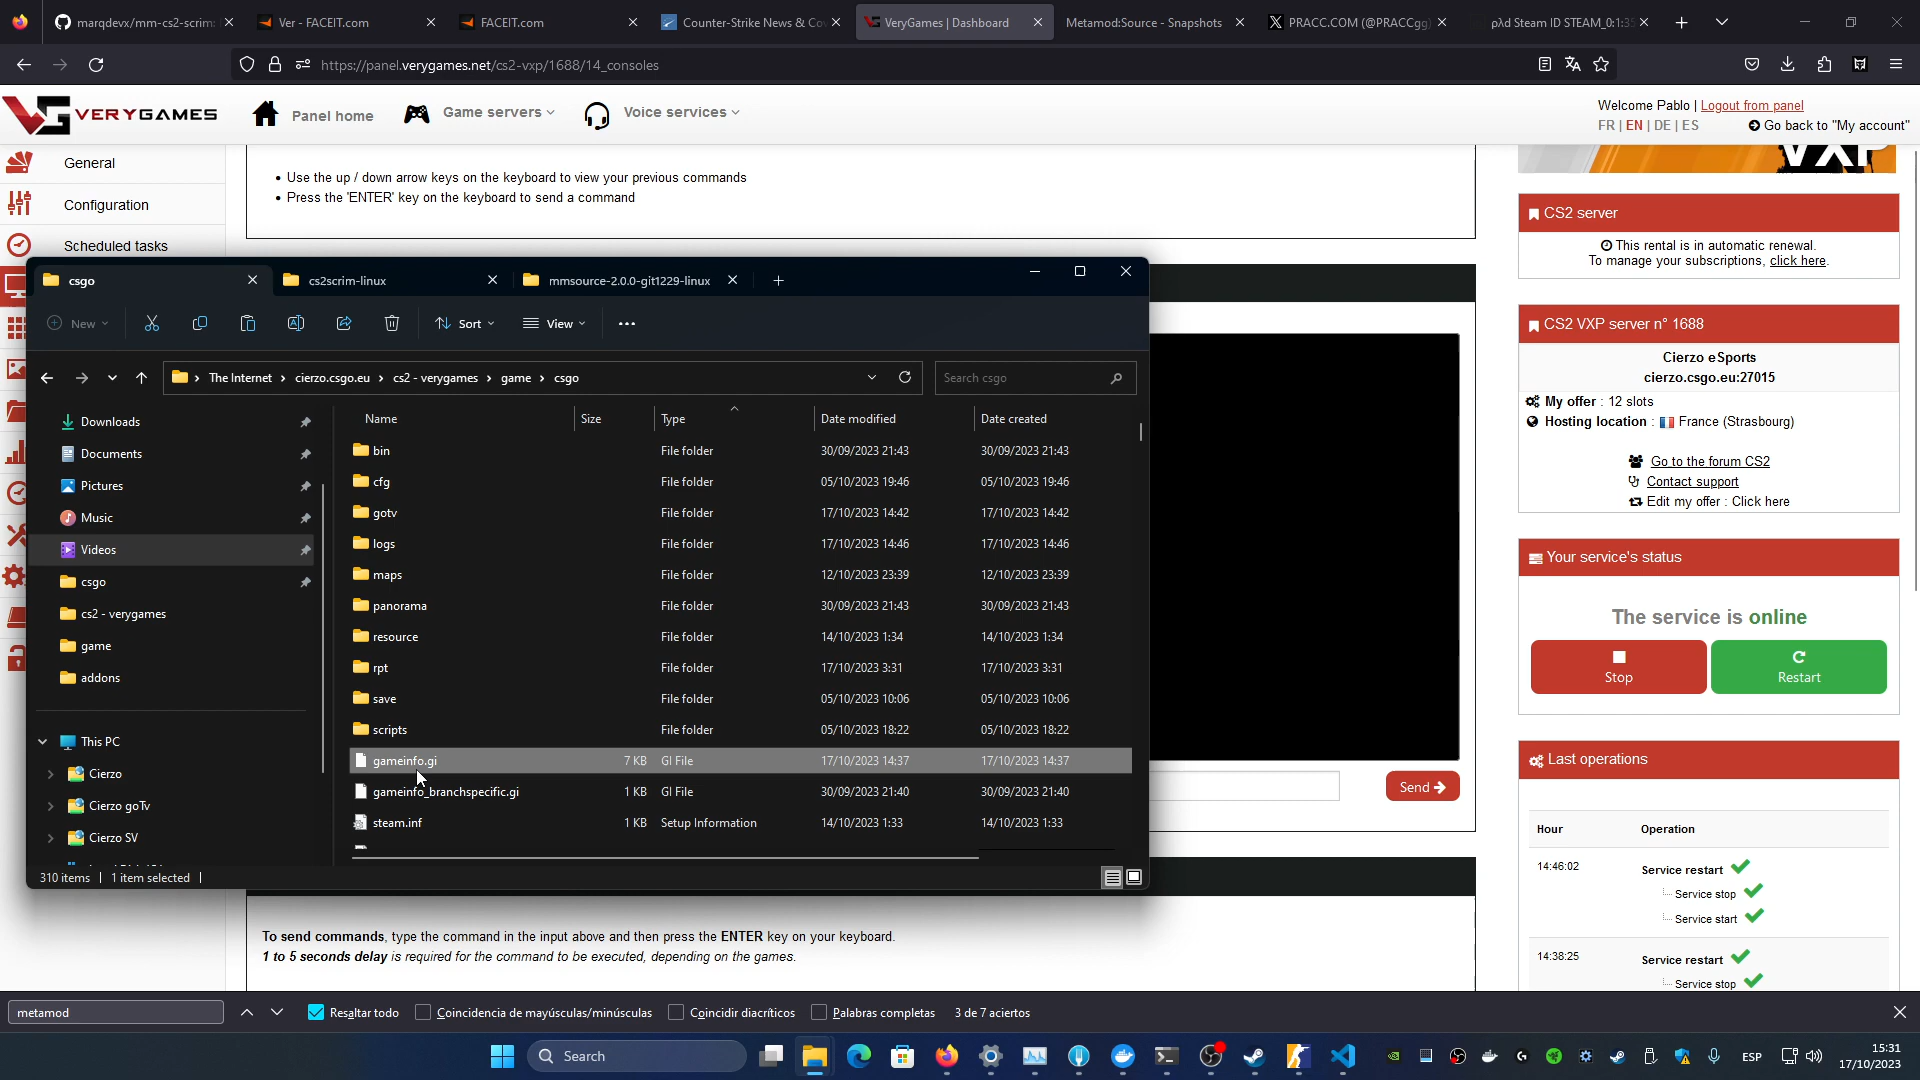 marqdevx/mm-cs2-scrim:
Ver - FACEIT.com
FACEIT.com
Counter-Strike News & Co
VeryGames | Dashboard
Metamod:Source - Snapshots
PRACC.COM (@PRACCgg)
ρλd Steam ID STEAM_0:1:35
https://panel.verygames.net/cs2-vxp/1688/14_consoles
VERYGAMES
Panel home
Game servers
Voice services
Welcome Pablo | Logout from panel
FR | EN | DE | ES
Go back to "My account"
General
Configuration
Scheduled tasks
• Use the up / down arrow keys on the keyboard to view your previous commands
• Press the 'ENTER' key on the keyboard to send a command
VXP
CS2 server
This rental is in automatic renewal.
To manage your subscriptions, click here.
CS2 VXP server n° 1688
Cierzo eSports
cierzo.csgo.eu:27015
My offer : 12 slots
Hosting location : France (Strasbourg)
Go to the forum CS2
Contact support
Edit my offer : Click here
Your service's status
The service is online
Stop
Restart
Last operations
Hour Operation
14:46:02 Service restart
Service stop
Service start
14:38:25 Service restart
Service stop
csgo
cs2scrim-linux
mmsource-2.0.0-git1229-linux
New
Sort
View
The Internet > cierzo.csgo.eu > cs2 - verygames > game > csgo
Search csgo
Downloads
Documents
Pictures
Music
Videos
csgo
cs2 - verygames
game
addons
This PC
Cierzo
Cierzo goTv
Cierzo SV
Name Size Type Date modified Date created
bin File folder 30/09/2023 21:43 30/09/2023 21:43
cfg File folder 05/10/2023 19:46 05/10/2023 19:46
gotv File folder 17/10/2023 14:42 17/10/2023 14:42
logs File folder 17/10/2023 14:46 17/10/2023 14:46
maps File folder 12/10/2023 23:39 12/10/2023 23:39
panorama File folder 30/09/2023 21:43 30/09/2023 21:43
resource File folder 14/10/2023 1:34 14/10/2023 1:34
rpt File folder 17/10/2023 3:31 17/10/2023 3:31
save File folder 05/10/2023 10:06 05/10/2023 10:06
scripts File folder 05/10/2023 18:22 05/10/2023 18:22
gameinfo.gi 7 KB GI File 17/10/2023 14:37 17/10/2023 14:37
gameinfo_branchspecific.gi 1 KB GI File 30/09/2023 21:40 30/09/2023 21:40
steam.inf 1 KB Setup Information 14/10/2023 1:33 14/10/2023 1:33
310 items | 1 item selected |
Send
To send commands, type the command in the input above and then press the ENTER key on your keyboard.
1 to 5 seconds delay is required for the command to be executed, depending on the games.
metamod
Resaltar todo
Coincidencia de mayúsculas/minúsculas
Coincidir diacríticos
Palabras completas
3 de 7 aciertos
Search
ESP
15:31
17/10/2023